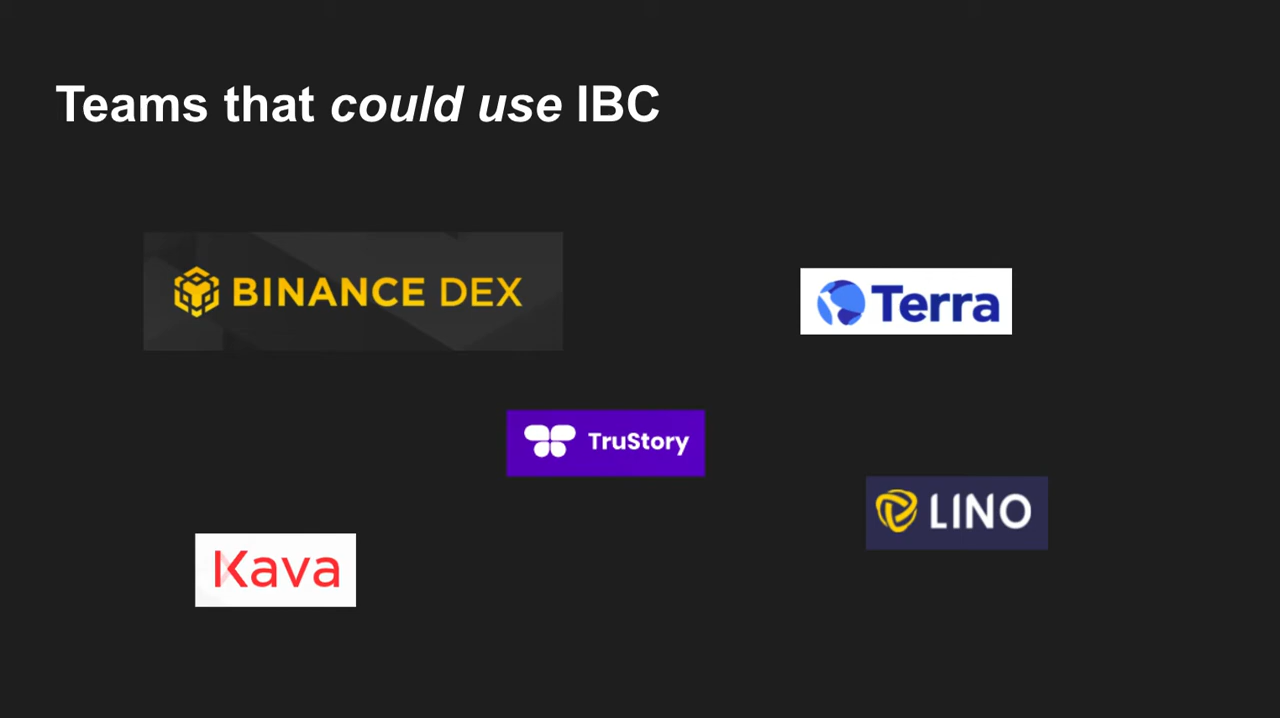 Teams that could use IBC
BINANCE DEX
Terra
TruStory
LINO
Kava